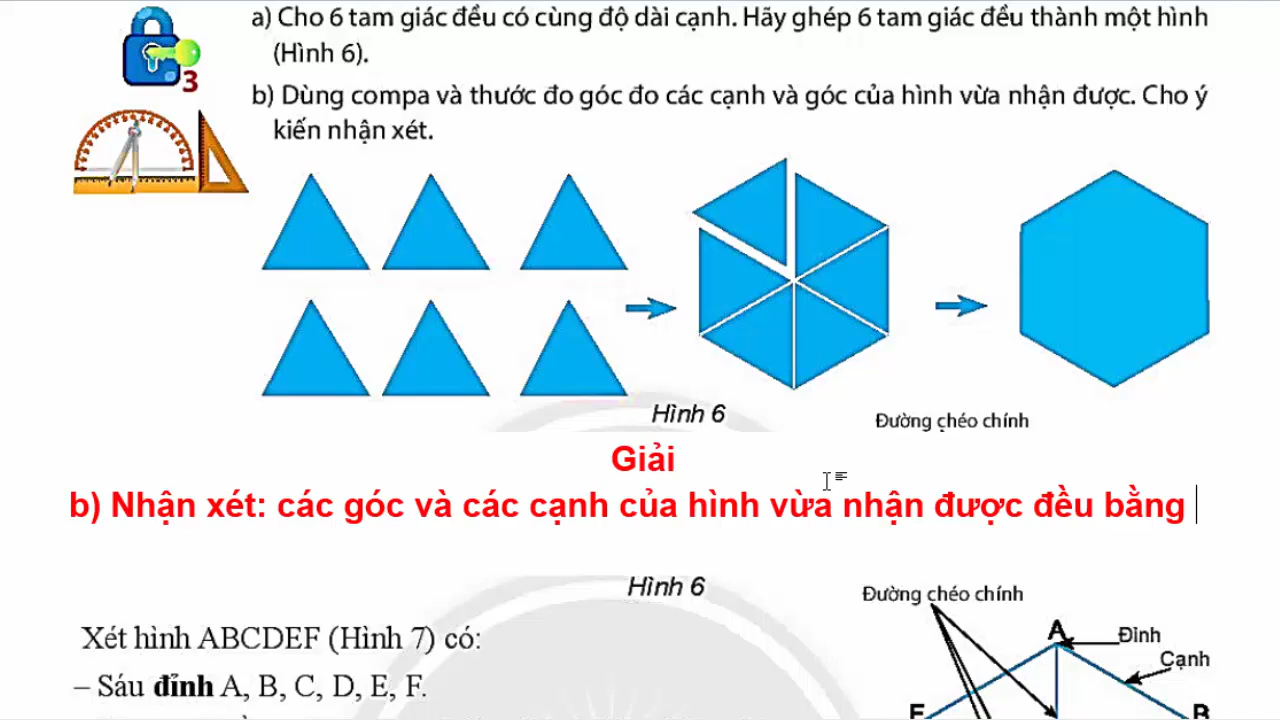 a) Cho 6 tam giác đều có cùng độ dài cạnh. Hãy ghép 6 tam giác đều thành một hình
(Hình 6).
3
b) Dùng compa và thước đo góc đo các cạnh và góc của hình vừa nhận được. Cho ý
kiến nhận xét.
Hình 6
Đường chéo chính
Giải
b) Nhận xét: các góc và các cạnh của hình vừa nhận được đều bằng
Hình 6
Đường chéo chính
Xét hình ABCDEF (Hình 7) có:
A
Đỉnh
Cạnh
– Sáu đỉnh A, B, C, D, E, F.
F
B